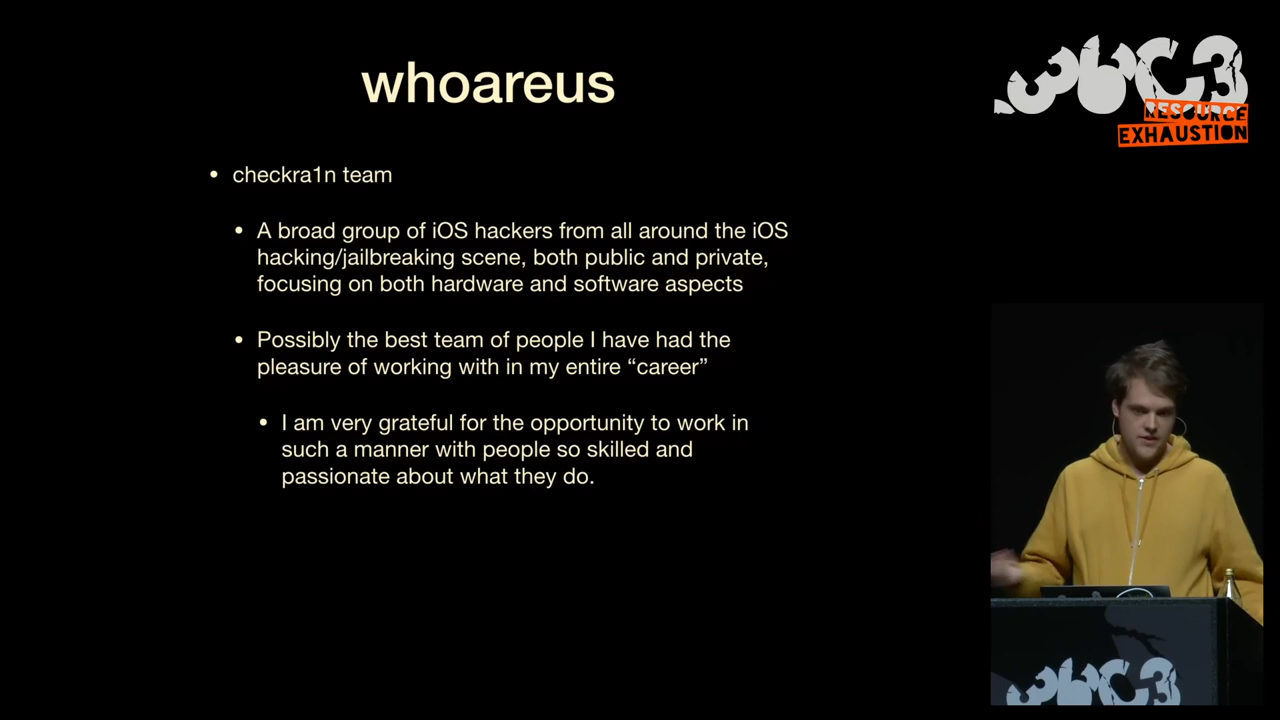 whoareus
36C3
RESOURCE
EXHAUSTION
• checkra1n team
• A broad group of iOS hackers from all around the iOS
hacking/jailbreaking scene, both public and private,
focusing on both hardware and software aspects
• Possibly the best team of people I have had the
pleasure of working with in my entire “career”
• I am very grateful for the opportunity to work in
such a manner with people so skilled and
passionate about what they do.
36C3